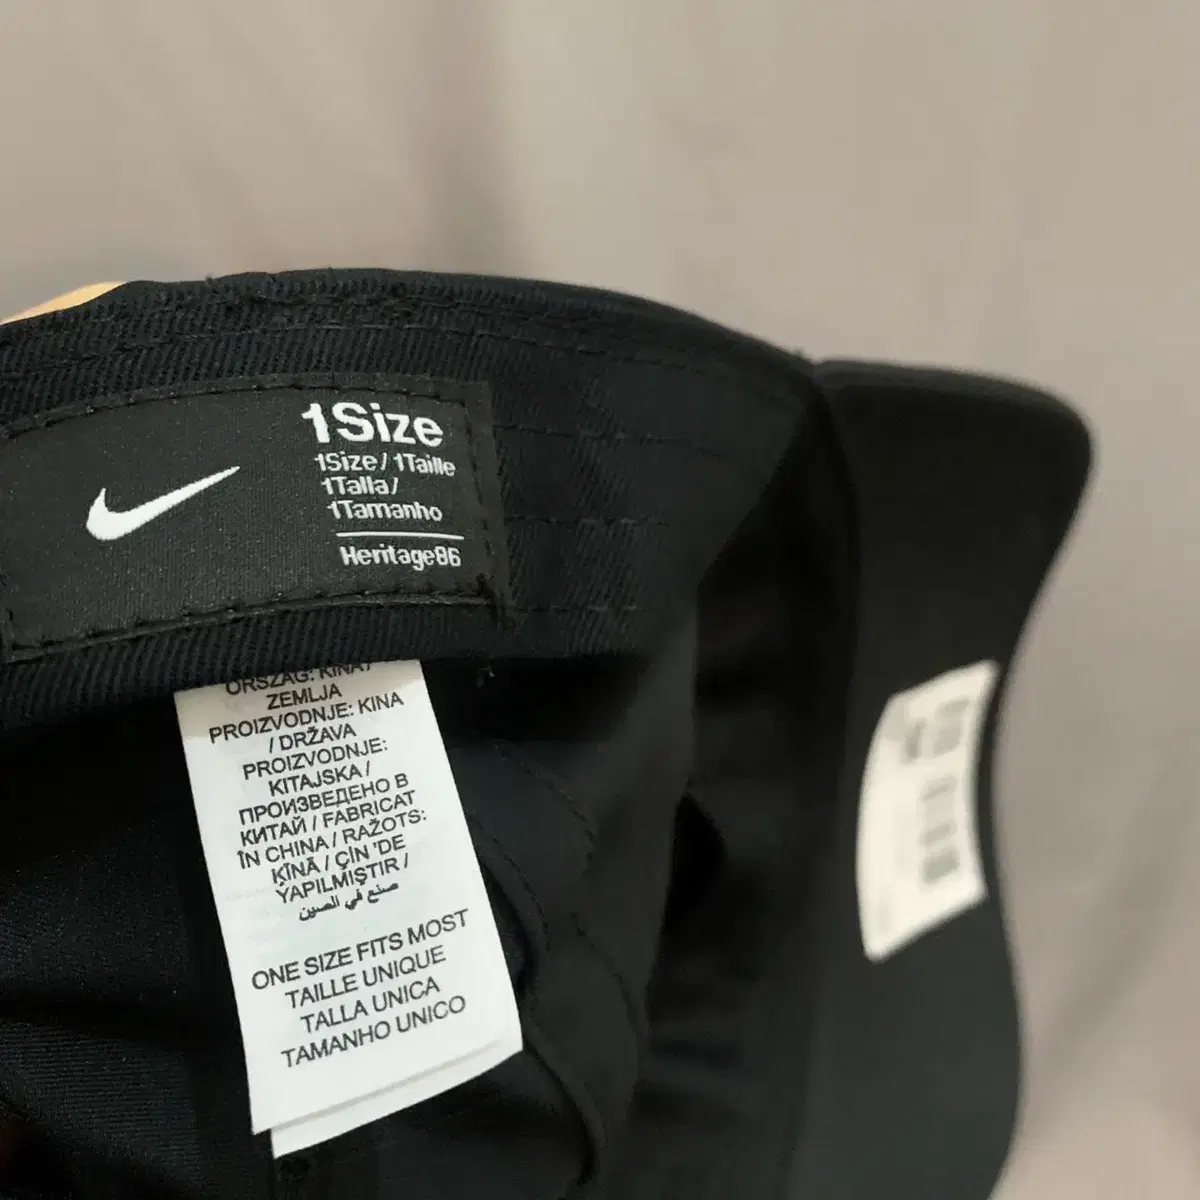 1Size
1Size / 1Taille
1Talla /
1Tamanho
Heritage86
ORSZÁG: KÍNA /
ZEMLJA
PROIZVODNJE: KINA
/ DRŽAVA
PROIZVODNJE:
KITAJSKA /
ПРОИЗВЕДЕНО В
КИТАЙ / FABRICAT
ÎN CHINA / RAŽOTS:
ĶĪNĀ / ÇİN 'DE
YAPILMIŞTIR /
صنع في الصين
ONE SIZE FITS MOST
TAILLE UNIQUE
TALLA UNICA
TAMANHO UNICO